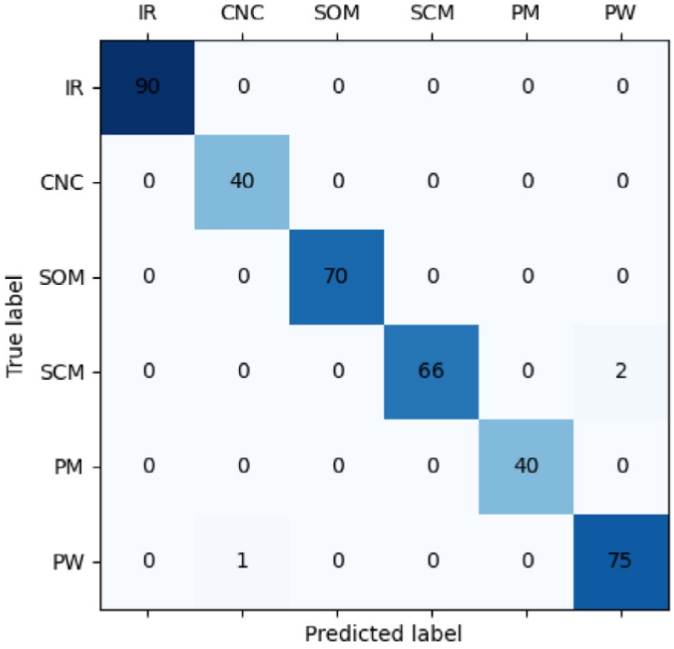 IR CNC SOM SCM PM PW
IR 90 0 0 0 0 0
CNC 0 40 0 0 0 0
SOM 0 0 70 0 0 0
SCM 0 0 0 66 0 2
PM 0 0 0 0 40 0
PW 0 1 0 0 0 75
True label
Predicted label